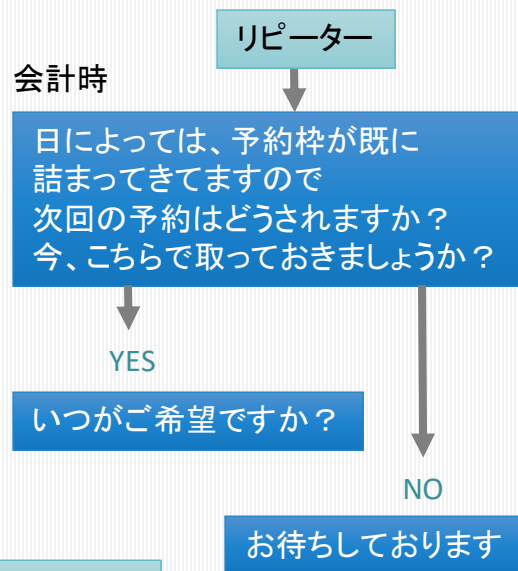 リピーター
会計時
日によっては、予約枠が既に
詰まってきてますので
次回の予約はどうされますか？
今、こちらで取っておきましょうか？
YES
いつがご希望ですか？
NO
お待ちしております